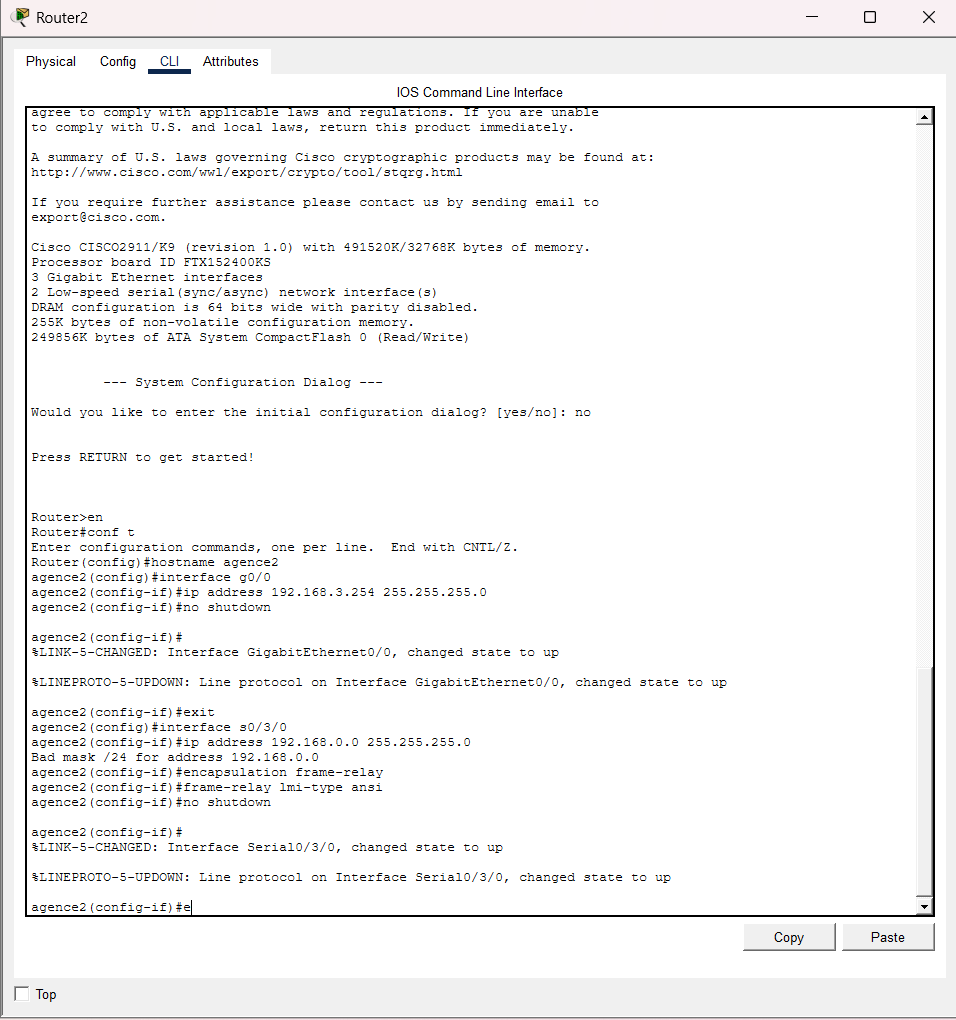 Router2
Physical Config CLI Attributes
IOS Command Line Interface
agree to comply with applicable laws and regulations. If you are unable
to comply with U.S. and local laws, return this product immediately.
A summary of U.S. laws governing Cisco cryptographic products may be found at:
http://www.cisco.com/wwl/export/crypto/tool/stqrg.html
If you require further assistance please contact us by sending email to
export@cisco.com.
Cisco CISCO2911/K9 (revision 1.0) with 491520K/32768K bytes of memory.
Processor board ID FTX152400KS
3 Gigabit Ethernet interfaces
2 Low-speed serial(sync/async) network interface(s)
DRAM configuration is 64 bits wide with parity disabled.
255K bytes of non-volatile configuration memory.
249856K bytes of ATA System CompactFlash 0 (Read/Write)
--- System Configuration Dialog ---
Would you like to enter the initial configuration dialog? [yes/no]: no
Press RETURN to get started!
Router>en
Router#conf t
Enter configuration commands, one per line.  End with CNTL/Z.
Router(config)#hostname agence2
agence2(config)#interface g0/0
agence2(config-if)#ip address 192.168.3.254 255.255.255.0
agence2(config-if)#no shutdown
agence2(config-if)#
%LINK-5-CHANGED: Interface GigabitEthernet0/0, changed state to up
%LINEPROTO-5-UPDOWN: Line protocol on Interface GigabitEthernet0/0, changed state to up
agence2(config-if)#exit
agence2(config)#interface s0/3/0
agence2(config-if)#ip address 192.168.0.0 255.255.255.0
Bad mask /24 for address 192.168.0.0
agence2(config-if)#encapsulation frame-relay
agence2(config-if)#frame-relay lmi-type ansi
agence2(config-if)#no shutdown
agence2(config-if)#
%LINK-5-CHANGED: Interface Serial0/3/0, changed state to up
%LINEPROTO-5-UPDOWN: Line protocol on Interface Serial0/3/0, changed state to up
agence2(config-if)#e
Copy Paste
Top